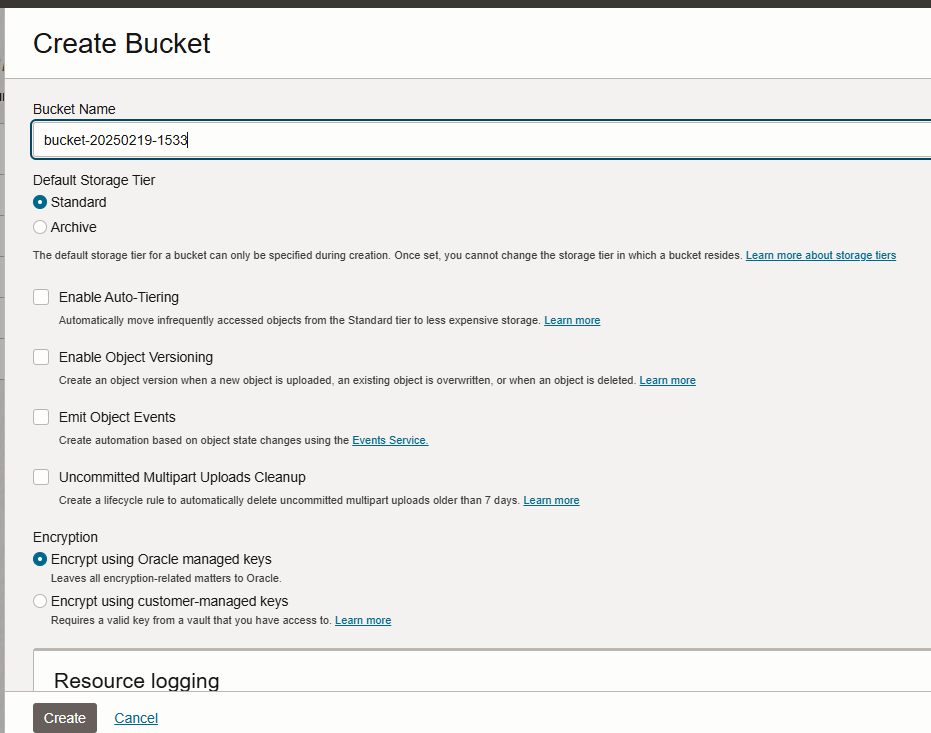 Create Bucket
Bucket Name
bucket-20250219-1533
Default Storage Tier
Standard
Archive
The default storage tier for a bucket can only be specified during creation. Once set, you cannot change the storage tier in which a bucket resides. Learn more about storage tiers
Enable Auto-Tiering
Automatically move infrequently accessed objects from the Standard tier to less expensive storage. Learn more
Enable Object Versioning
Create an object version when a new object is uploaded, an existing object is overwritten, or when an object is deleted. Learn more
Emit Object Events
Create automation based on object state changes using the Events Service.
Uncommitted Multipart Uploads Cleanup
Create a lifecycle rule to automatically delete uncommitted multipart uploads older than 7 days. Learn more
Encryption
Encrypt using Oracle managed keys
Leaves all encryption-related matters to Oracle.
Encrypt using customer-managed keys
Requires a valid key from a vault that you have access to. Learn more
Resource logging
Create Cancel